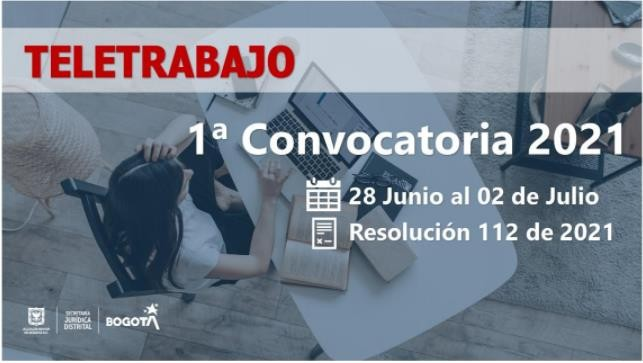 TELETRABAJO
1ª Convocatoria 2021
28 Junio al 02 de Julio
Resolución 112 de 2021
SECRETARÍA
JURÍDICA
DISTRITAL
BOGOTÁ